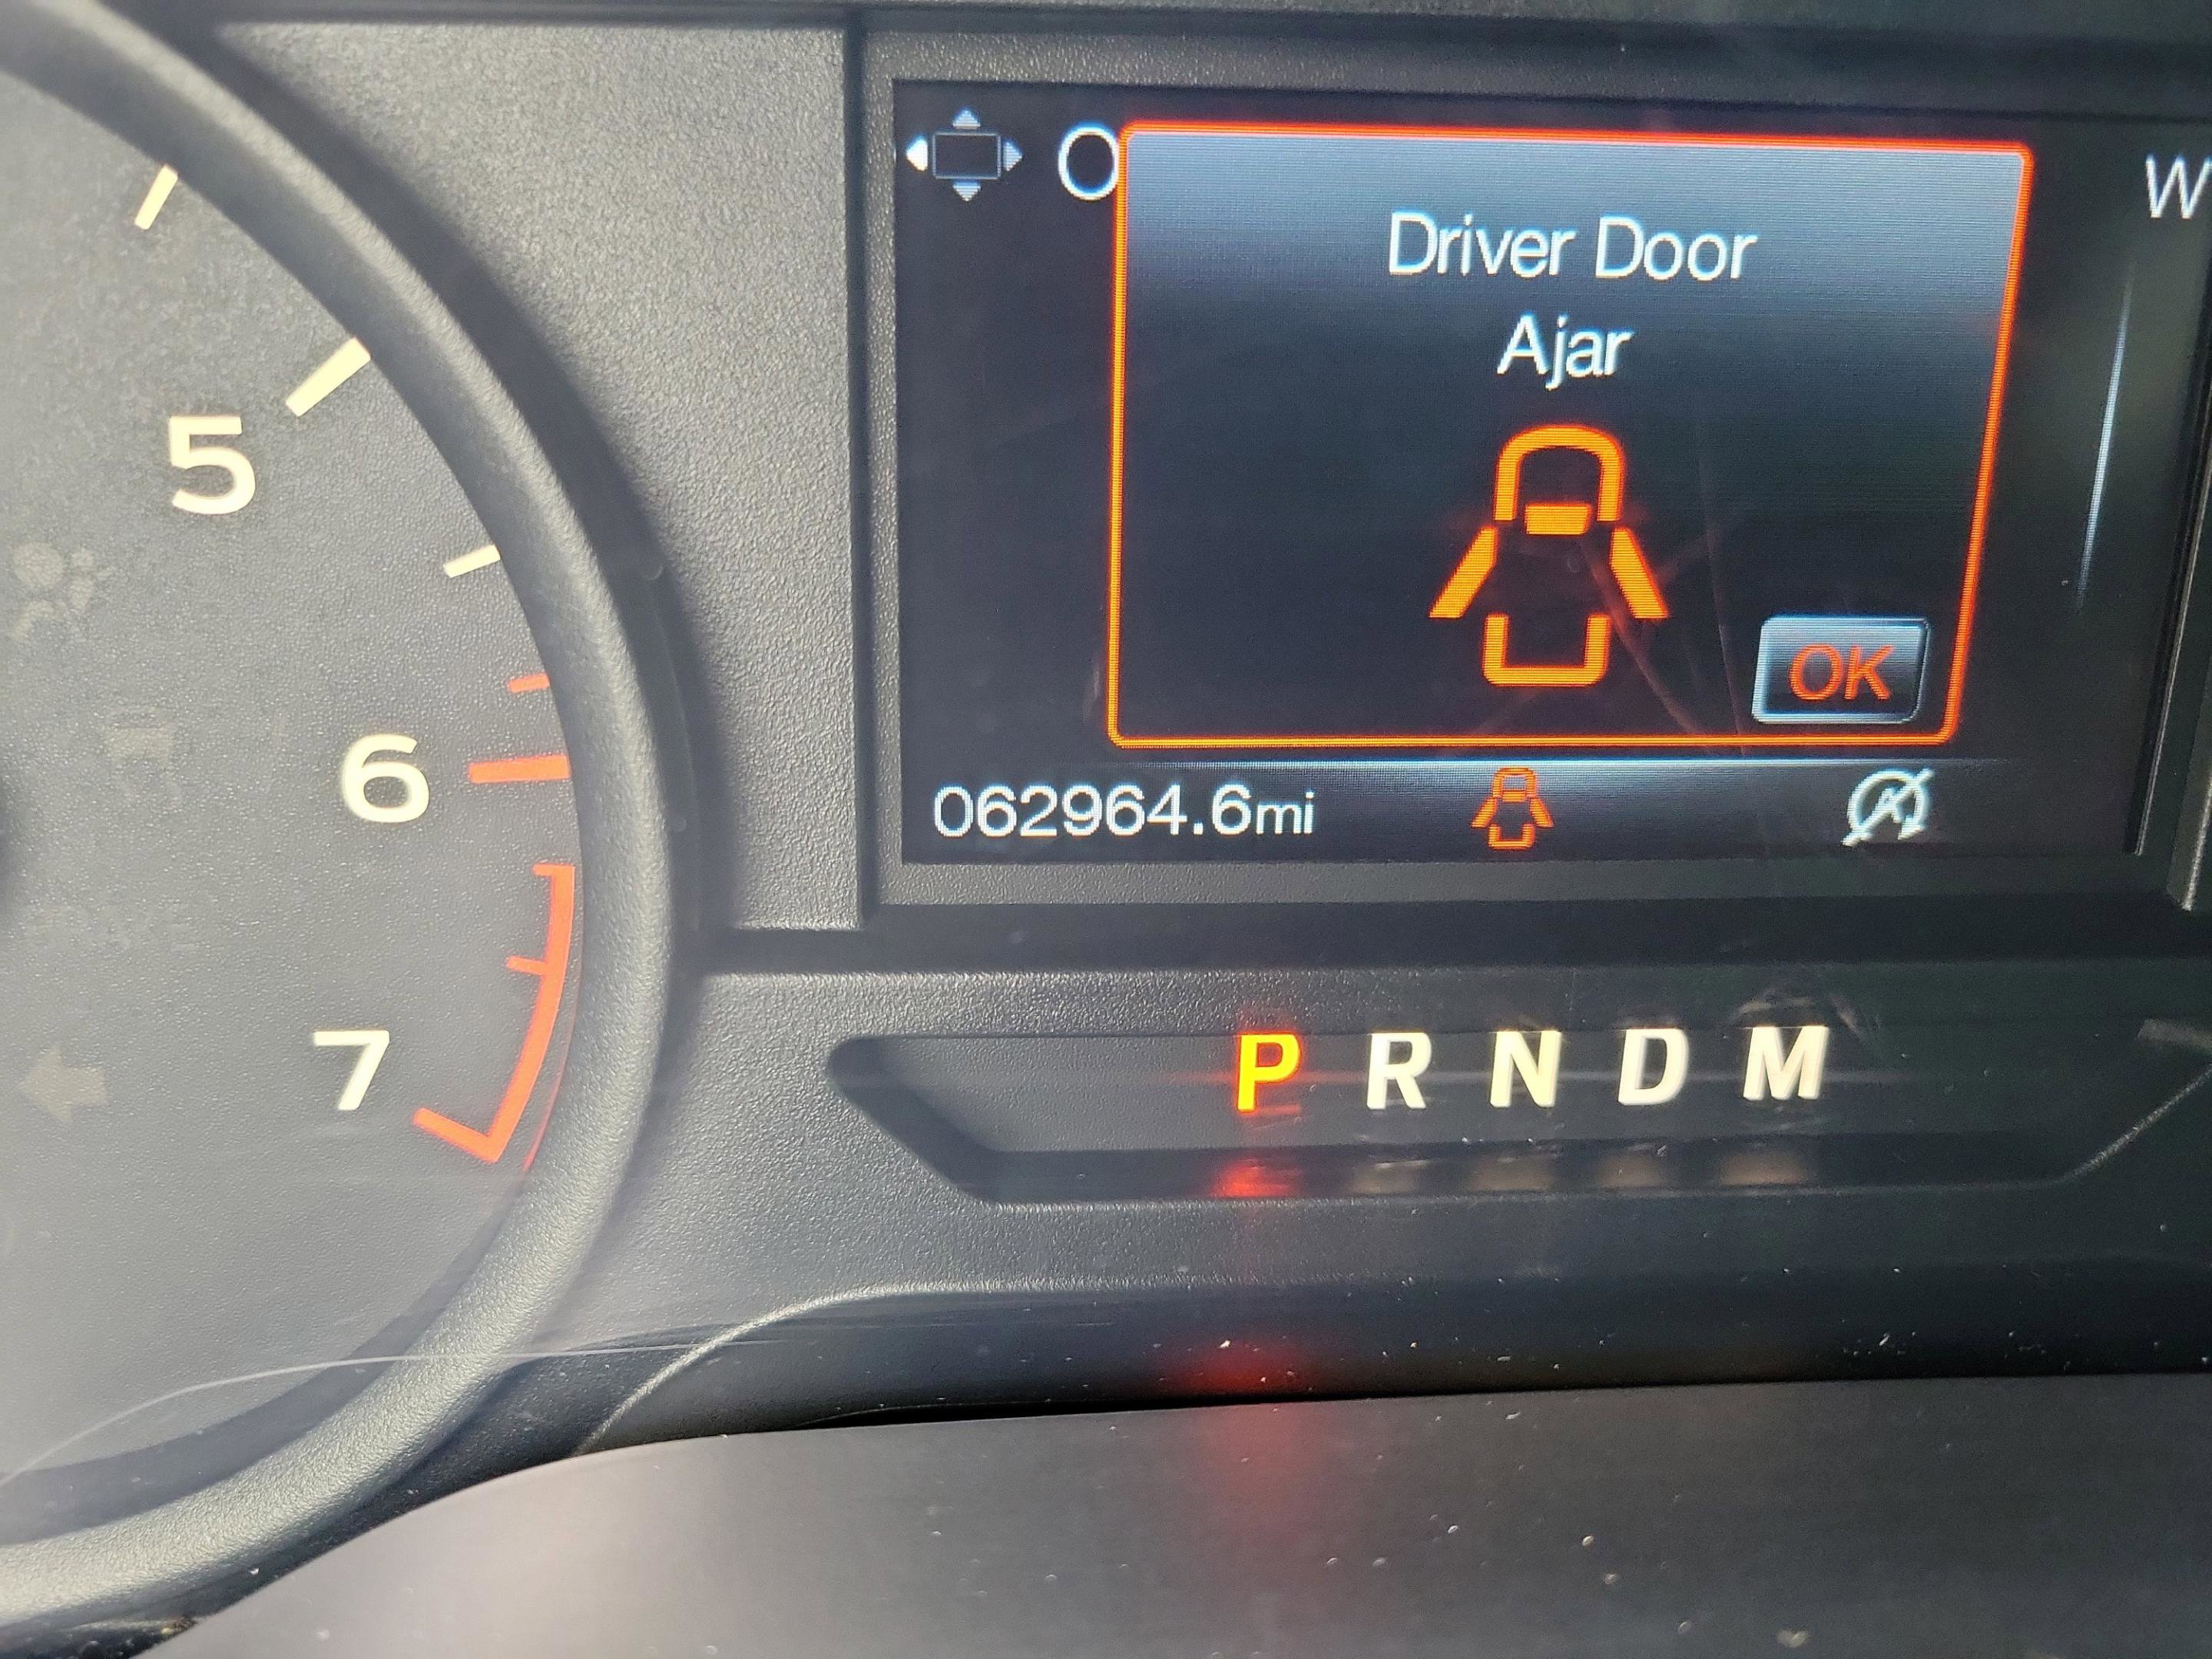 O
W
Driver Door
Ajar
OK
062964.6mi
5
6
7
P R N D M